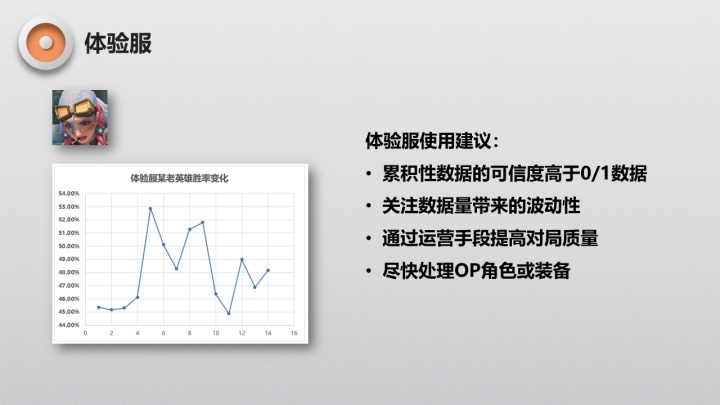 体验服
体验服使用建议：
• 累积性数据的可信度高于0/1数据
• 关注数据量带来的波动性
• 通过运营手段提高对局质量
• 尽快处理OP角色或装备
体验服某老英雄胜率变化
54.00%
53.00%
52.00%
51.00%
50.00%
49.00%
48.00%
47.00%
46.00%
45.00%
44.00%
0 2 4 6 8 10 12 14 16